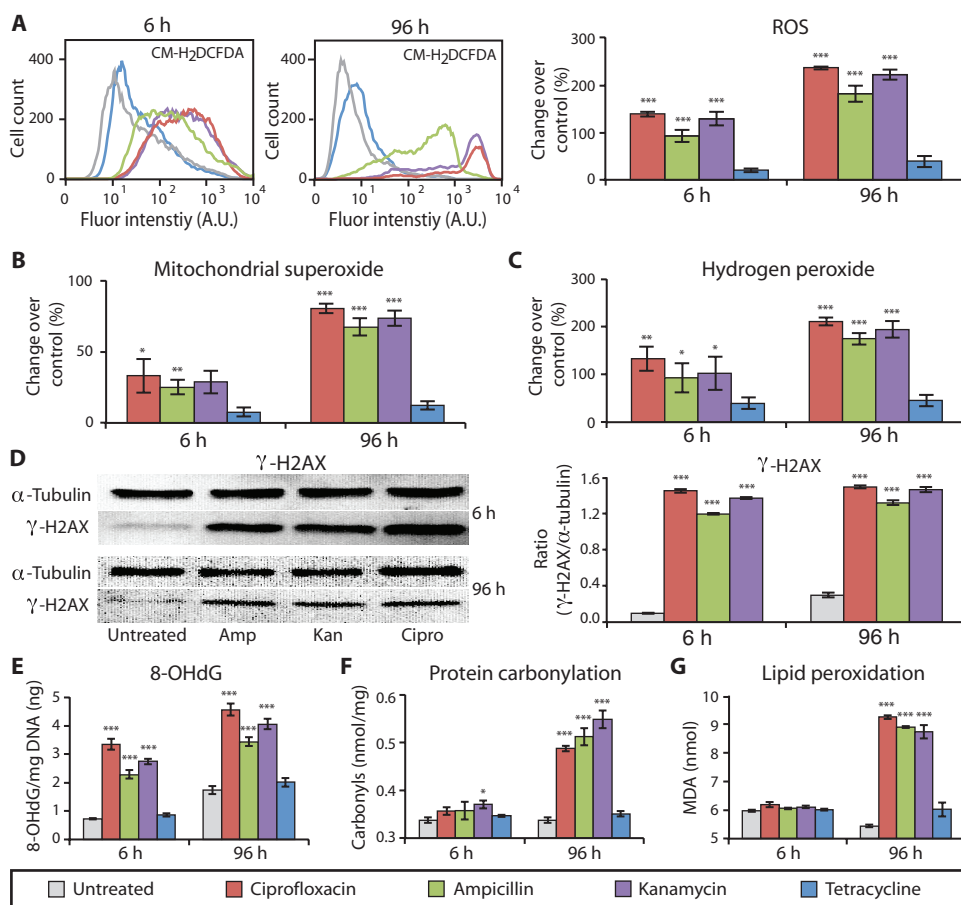 A
6 h
96 h
ROS
CM-H2DCFDA
CM-H2DCFDA
Cell count
400
200
0
10^1
10^2
10^3
10^4
Fluor intenstiy (A.U.)
Cell count
400
200
0
10^1
10^2
10^3
10^4
Fluor intenstiy (A.U.)
Change over
control (%)
300
200
100
0
***
***
***
***
***
***
6 h
96 h
B
Mitochondrial superoxide
Change over
control (%)
100
50
0
*
**
***
***
***
6 h
96 h
C
Hydrogen peroxide
Change over
control (%)
300
200
100
0
**
*
*
***
***
***
6 h
96 h
D
γ-H2AX
α-Tubulin
γ-H2AX
6 h
α-Tubulin
γ-H2AX
96 h
Untreated
Amp
Kan
Cipro
γ-H2AX
Ratio
(γ-H2AX/α-tubulin)
1.6
1.2
0.8
0.4
0.0
***
***
***
***
***
***
6 h
96 h
E
8-OHdG
8-OHdG/mg DNA (ng)
5
4
3
2
1
0
***
***
***
***
***
***
6 h
96 h
F
Protein carbonylation
Carbonyls (nmol/mg)
0.6
0.5
0.4
0.3
*
***
***
***
6 h
96 h
G
Lipid peroxidation
MDA (nmol)
10
9
8
7
6
5
***
***
***
6 h
96 h
Untreated
Ciprofloxacin
Ampicillin
Kanamycin
Tetracycline